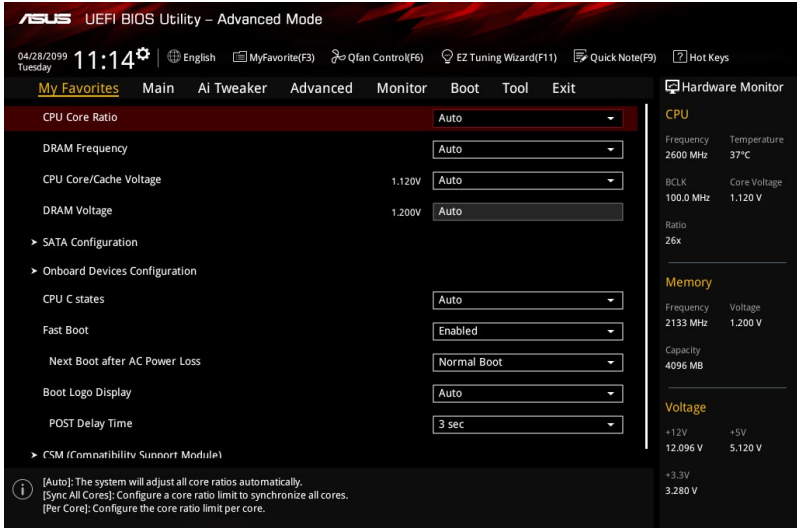 ASUS UEFI BIOS Utility – Advanced Mode
04/28/2099 Tuesday 11:14 English MyFavorite(F3) Qfan Control(F6) EZ Tuning Wizard(F11) Quick Note(F9) ? Hot Keys
My Favorites Main Ai Tweaker Advanced Monitor Boot Tool Exit
CPU Core Ratio Auto
DRAM Frequency Auto
CPU Core/Cache Voltage 1.120V Auto
DRAM Voltage 1.200V Auto
> SATA Configuration
> Onboard Devices Configuration
CPU C states Auto
Fast Boot Enabled
Next Boot after AC Power Loss Normal Boot
Boot Logo Display Auto
POST Delay Time 3 sec
> CSM (Compatibility Support Module)
[Auto]: The system will adjust all core ratios automatically.
[Sync All Cores]: Configure a core ratio limit to synchronize all cores.
[Per Core]: Configure the core ratio limit per core.
Hardware Monitor
CPU
Frequency Temperature
2600 MHz 37°C
BCLK Core Voltage
100.0 MHz 1.120 V
Ratio
26x
Memory
Frequency Voltage
2133 MHz 1.200 V
Capacity
4096 MB
Voltage
+12V +5V
12.096 V 5.120 V
+3.3V
3.280 V